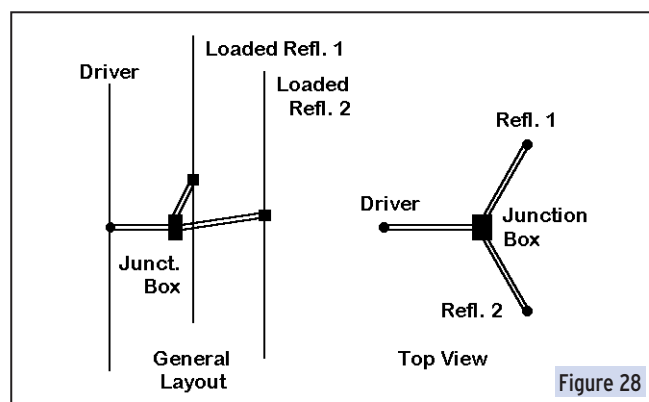 Loaded Refl. 1
Driver
Loaded
Refl. 2
Junct.
Box
General
Layout
Refl. 1
Driver
Junction
Box
Refl. 2
Top View
Figure 28